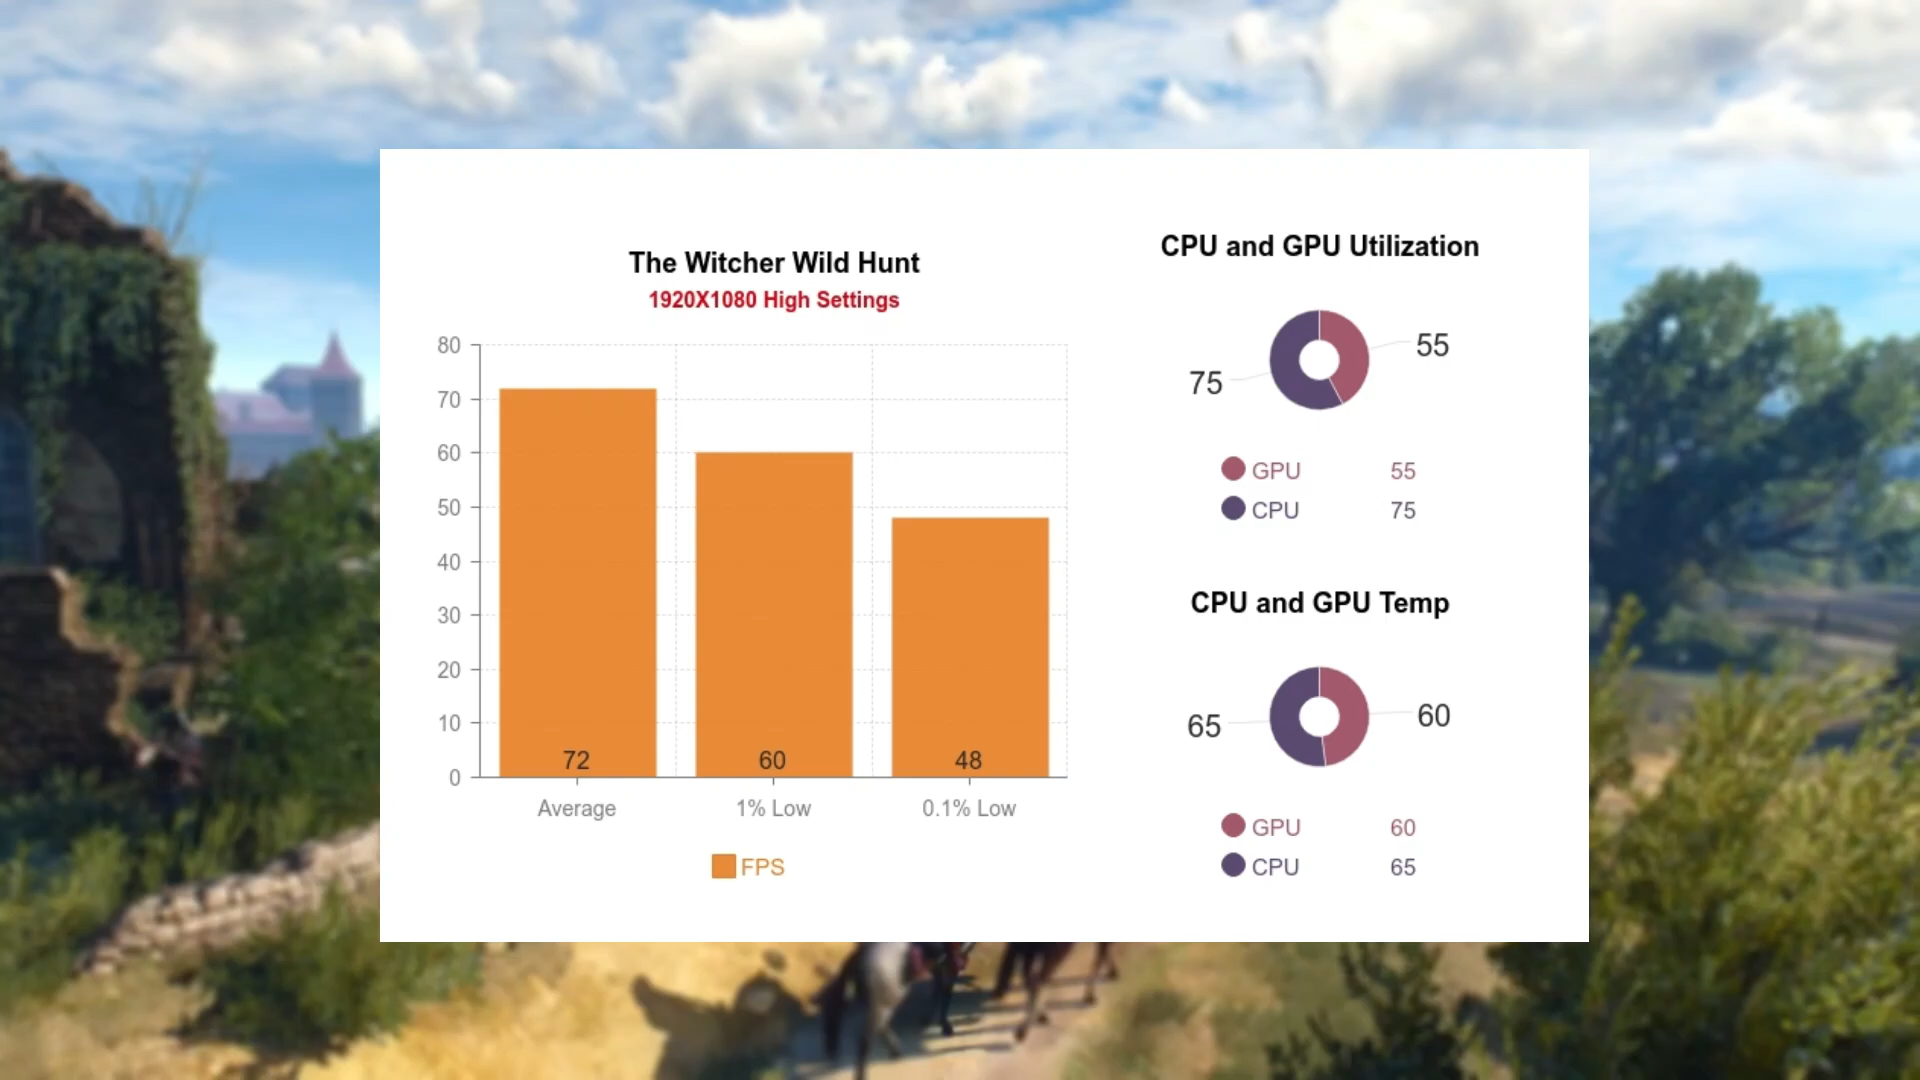 The Witcher Wild Hunt
1920X1080 High Settings
80
70
60
50
40
30
20
10
0
72
60
48
Average
1% Low
0.1% Low
FPS
CPU and GPU Utilization
55
75
GPU 55
CPU 75
CPU and GPU Temp
60
65
GPU 60
CPU 65